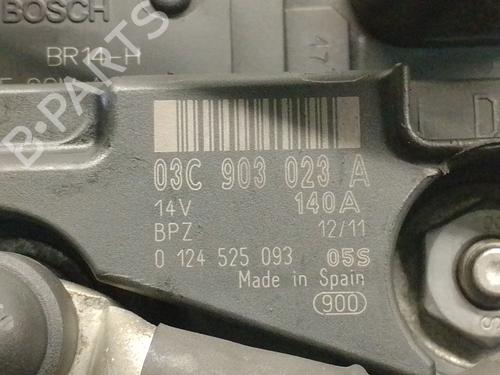 BOSCH
BR14-H
17
03C 903 023 A
14V 140A
BPZ 12/11
0 124 525 093 05S
Made in Spain
900
B-PARTS